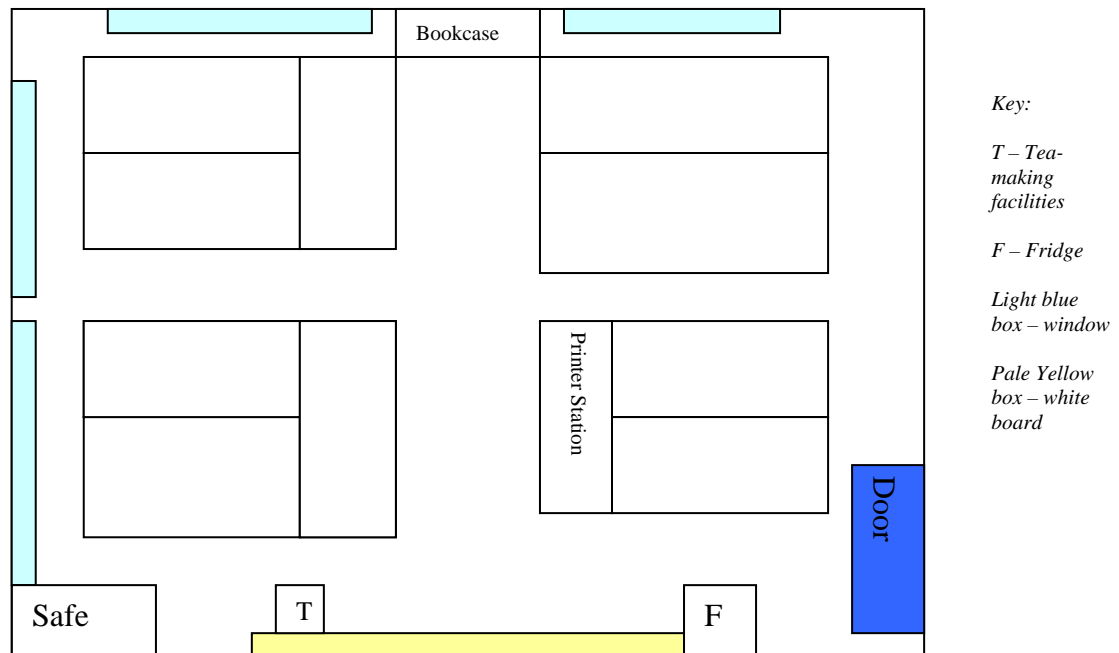 Bookcase
Key:
T – Tea-
making
facilities
F – Fridge
Light blue
box – window
Pale Yellow
box – white
board
Printer Station
Door
Safe
T
F